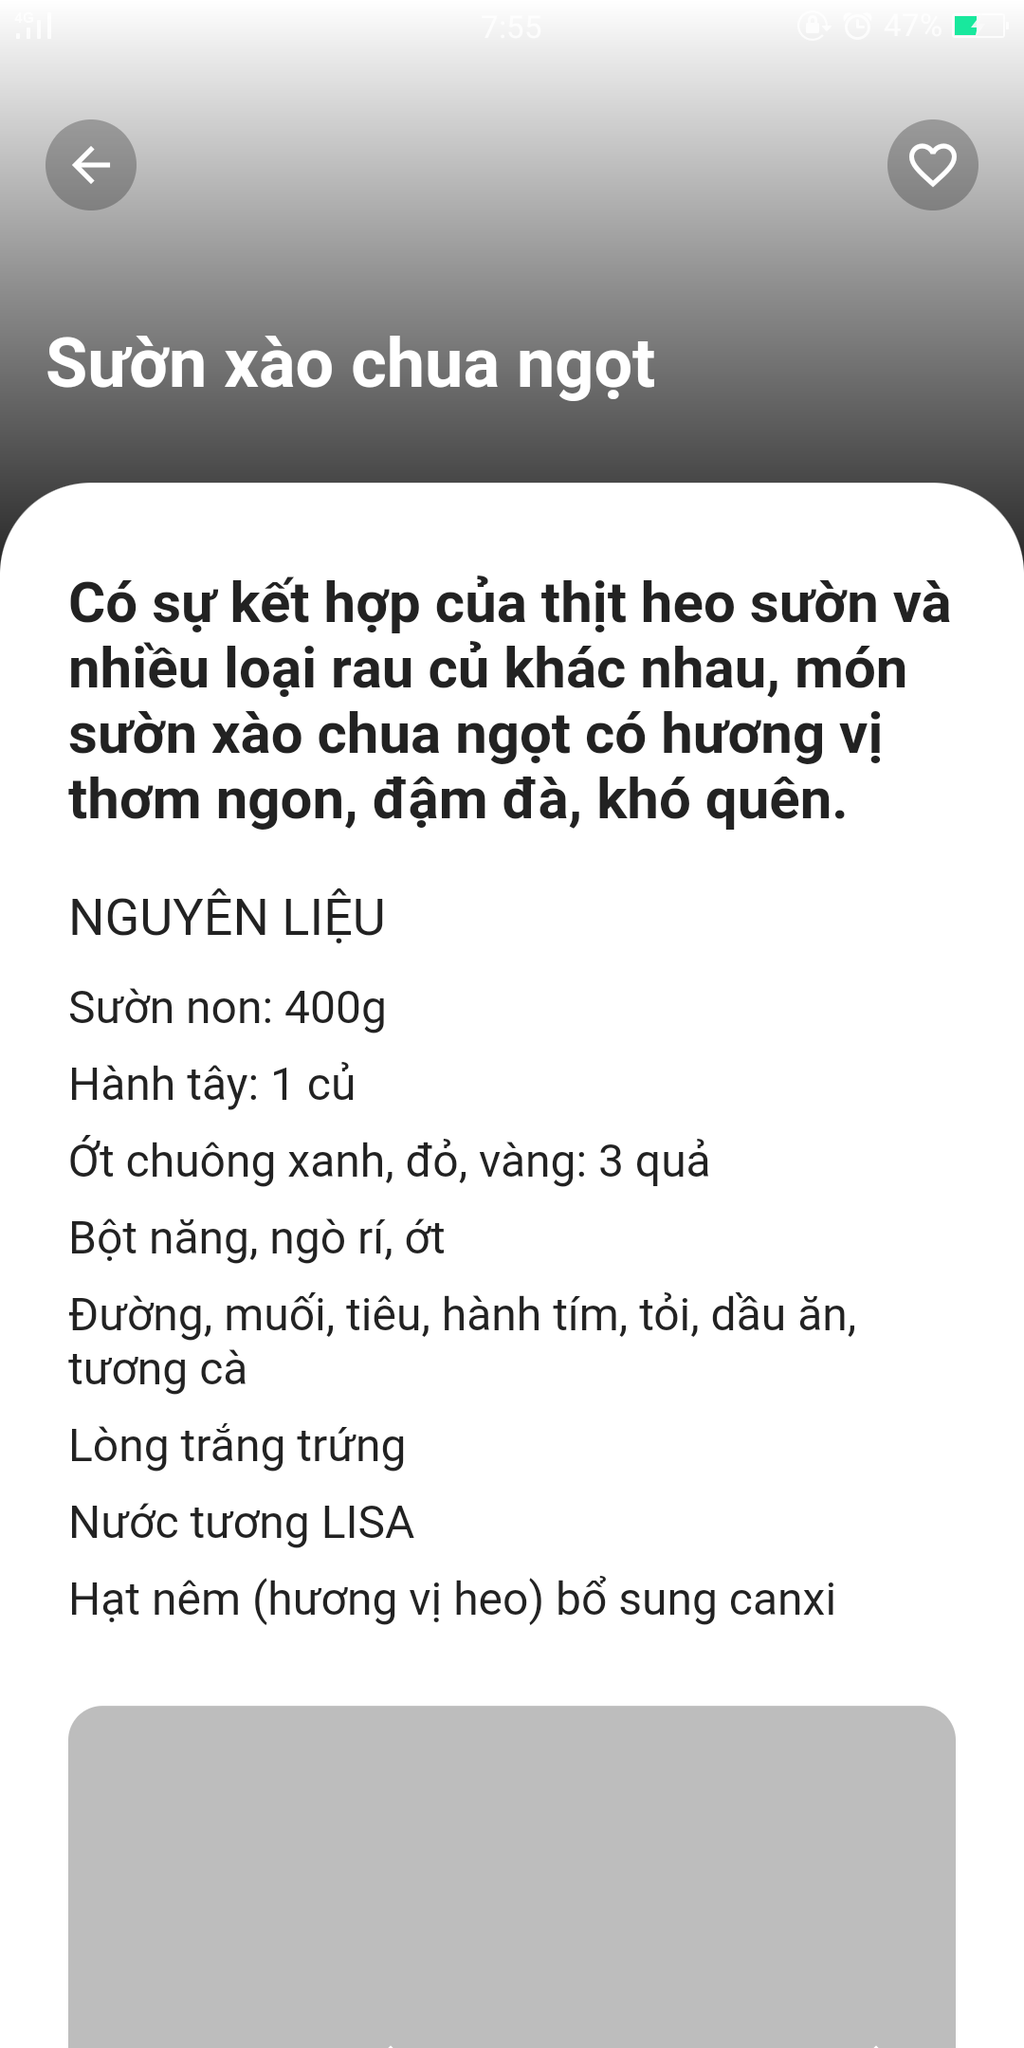 4G 7:55 47%
Sườn xào chua ngọt
Có sự kết hợp của thịt heo sườn và
nhiều loại rau củ khác nhau, món
sườn xào chua ngọt có hương vị
thơm ngon, đậm đà, khó quên.
NGUYÊN LIỆU
Sườn non: 400g
Hành tây: 1 củ
Ớt chuông xanh, đỏ, vàng: 3 quả
Bột năng, ngò rí, ớt
Đường, muối, tiêu, hành tím, tỏi, dầu ăn,
tương cà
Lòng trắng trứng
Nước tương LISA
Hạt nêm (hương vị heo) bổ sung canxi